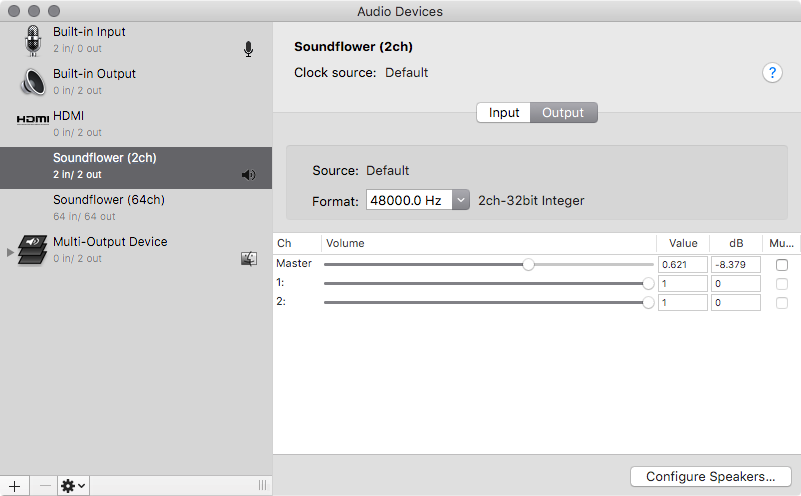 Audio Devices
Built-in Input
2 in/ 0 out
Built-in Output
0 in/ 2 out
HDMI
HDMI
0 in/ 2 out
Soundflower (2ch)
2 in/ 2 out
Soundflower (64ch)
64 in/ 64 out
Multi-Output Device
0 in/ 2 out
Soundflower (2ch)
Clock source: Default
?
Input Output
Source: Default
Format: 48000.0 Hz 2ch-32bit Integer
Ch Volume Value dB Mu...
Master 0.621 -8.379
1: 1 0
2: 1 0
Configure Speakers...